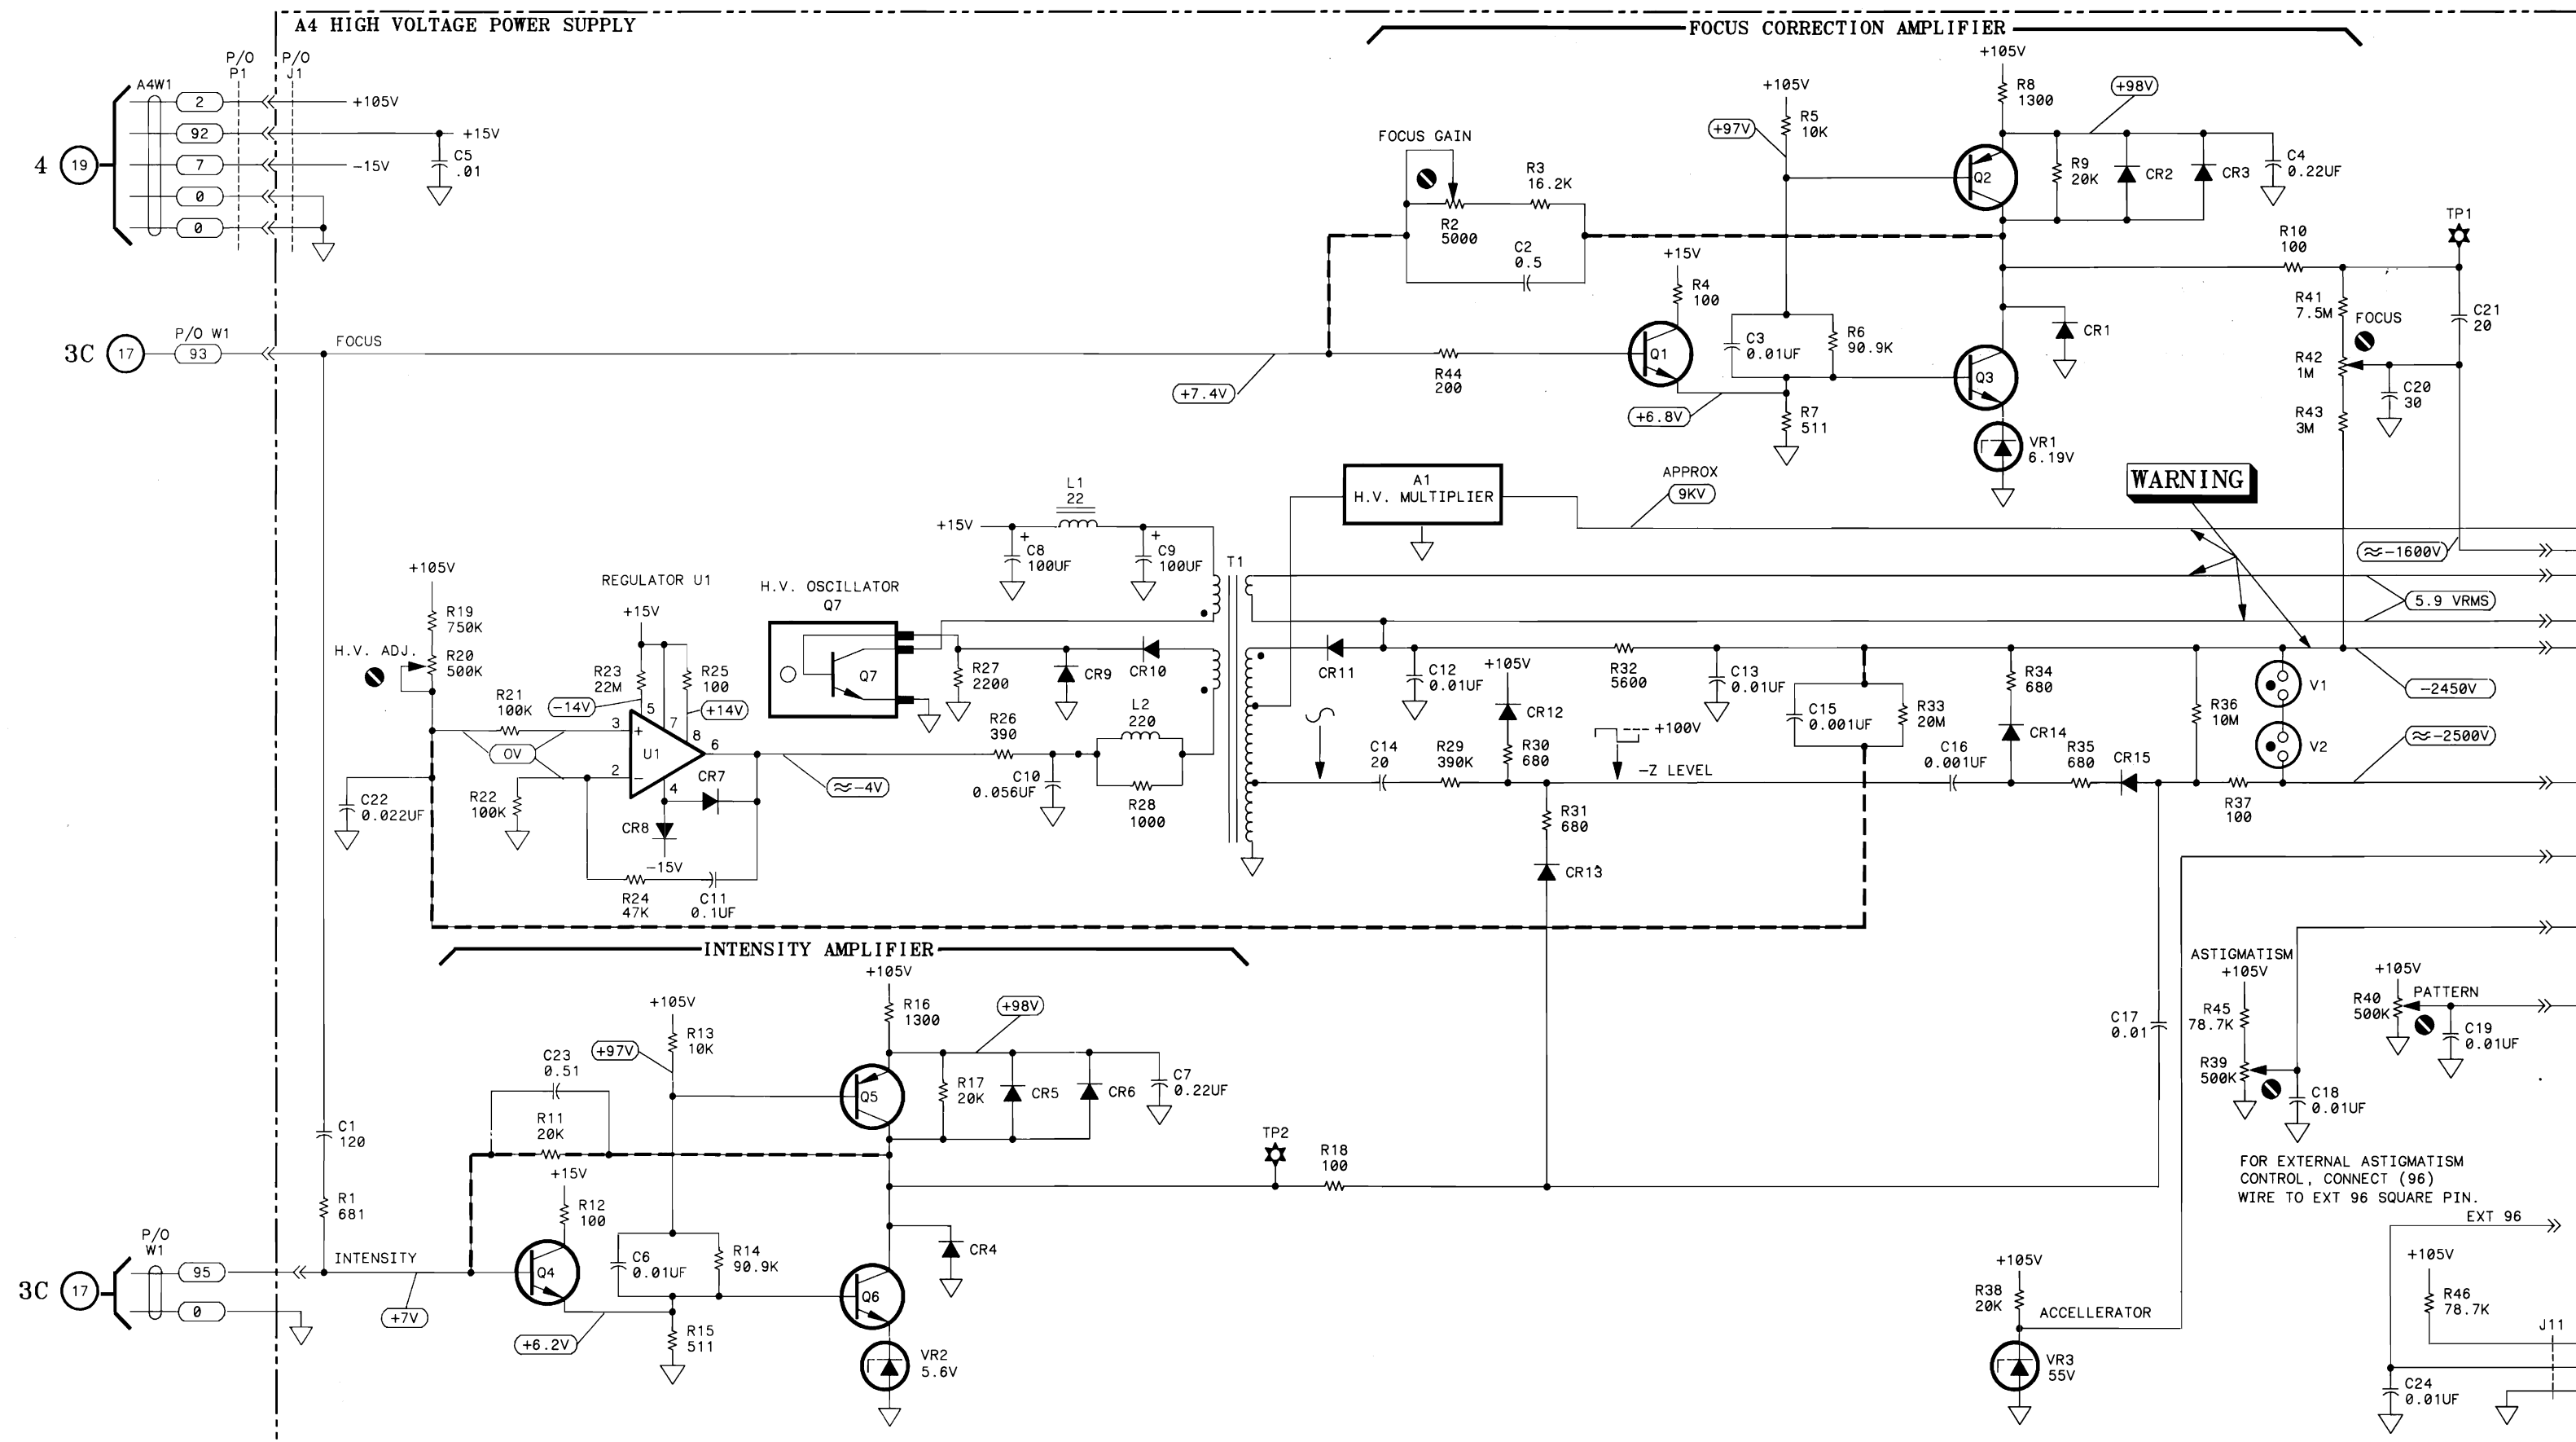 A4 HIGH VOLTAGE POWER SUPPLY
FOCUS CORRECTION AMPLIFIER
P/O
P1
P/O
J1
A4W1
2
+105V
92
+15V
7
-15V
0
0
4
19
C5
.01
3C
17
P/O W1
93
FOCUS
+7.4V
FOCUS GAIN
R2
5000
R3
16.2K
C2
0.5
R44
200
+15V
R4
100
Q1
+6.8V
+105V
+97V
R5
10K
C3
0.01UF
R6
90.9K
R7
511
+105V
R8
1300
+98V
Q2
R9
20K
CR2
CR3
C4
0.22UF
CR1
Q3
VR1
6.19V
R10
100
TP1
R41
7.5M
FOCUS
R42
1M
R43
3M
C20
30
C21
20
WARNING
A1
H.V. MULTIPLIER
APPROX
9KV
≈-1600V
5.9 VRMS
-2450V
≈-2500V
+105V
R19
750K
H.V. ADJ.
R20
500K
R21
100K
0V
R22
100K
C22
0.022UF
REGULATOR U1
+15V
R23
22M
R25
100
-14V
+14V
3
5
7
8
6
2
4
+
-
U1
CR7
CR8
-15V
R24
47K
C11
0.1UF
≈-4V
H.V. OSCILLATOR
Q7
Q7
+15V
L1
22
+
C8
100UF
+
C9
100UF
T1
R27
2200
CR9
CR10
R26
390
C10
0.056UF
L2
220
R28
1000
CR11
C12
0.01UF
R32
5600
C13
0.01UF
+105V
CR12
R30
680
C14
20
R29
390K
+100V
-Z LEVEL
R31
680
CR13
C15
0.001UF
R33
20M
C16
0.001UF
R34
680
CR14
R35
680
CR15
R36
10M
R37
100
V1
V2
INTENSITY AMPLIFIER
+105V
+105V
R13
10K
+97V
R16
1300
+98V
C23
0.51
R11
20K
Q5
R17
20K
CR5
CR6
C7
0.22UF
+15V
R12
100
C6
0.01UF
R14
90.9K
Q4
Q6
CR4
+6.2V
R15
511
VR2
5.6V
TP2
R18
100
C1
120
R1
681
3C
17
P/O
W1
95
0
INTENSITY
+7V
C17
0.01
ASTIGMATISM
+105V
R45
78.7K
R39
500K
C18
0.01UF
+105V
R40
500K
PATTERN
C19
0.01UF
FOR EXTERNAL ASTIGMATISM
CONTROL, CONNECT (96)
WIRE TO EXT 96 SQUARE PIN.
EXT 96
+105V
R38
20K
ACCELLERATOR
VR3
55V
+105V
R46
78.7K
J11
C24
0.01UF